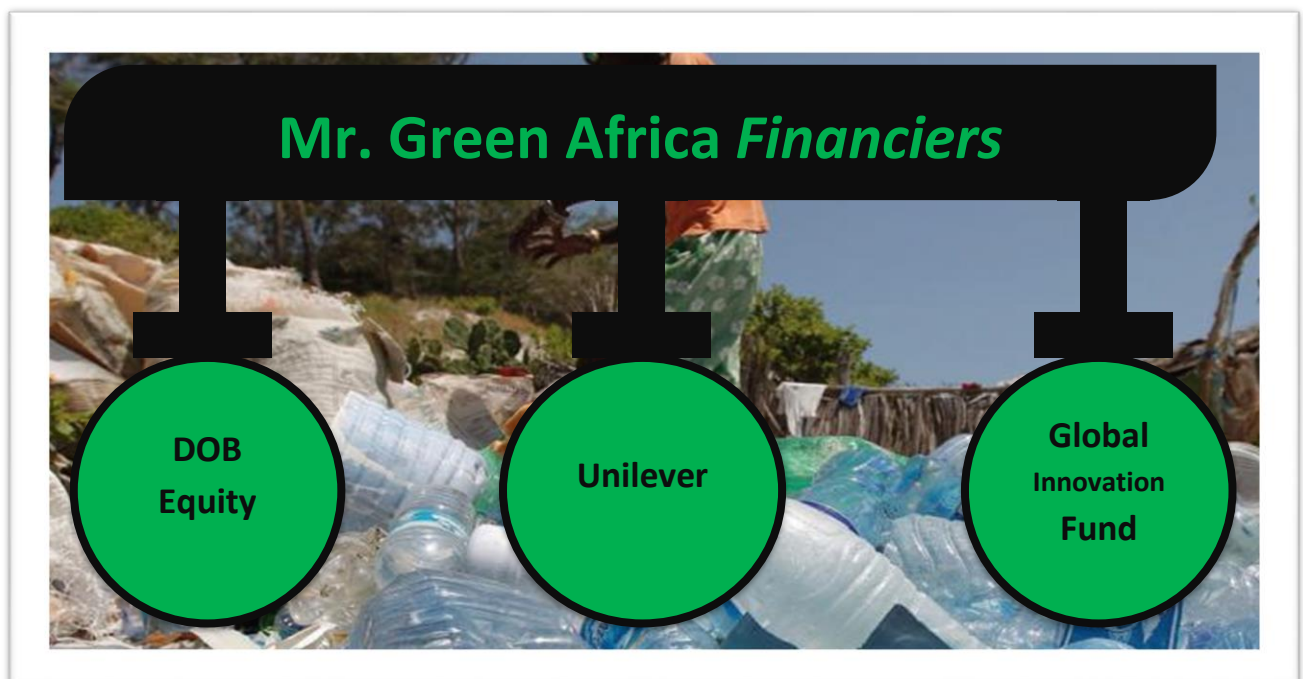 Mr. Green Africa Financiers
DOB
Equity
Unilever
Global
Innovation
Fund